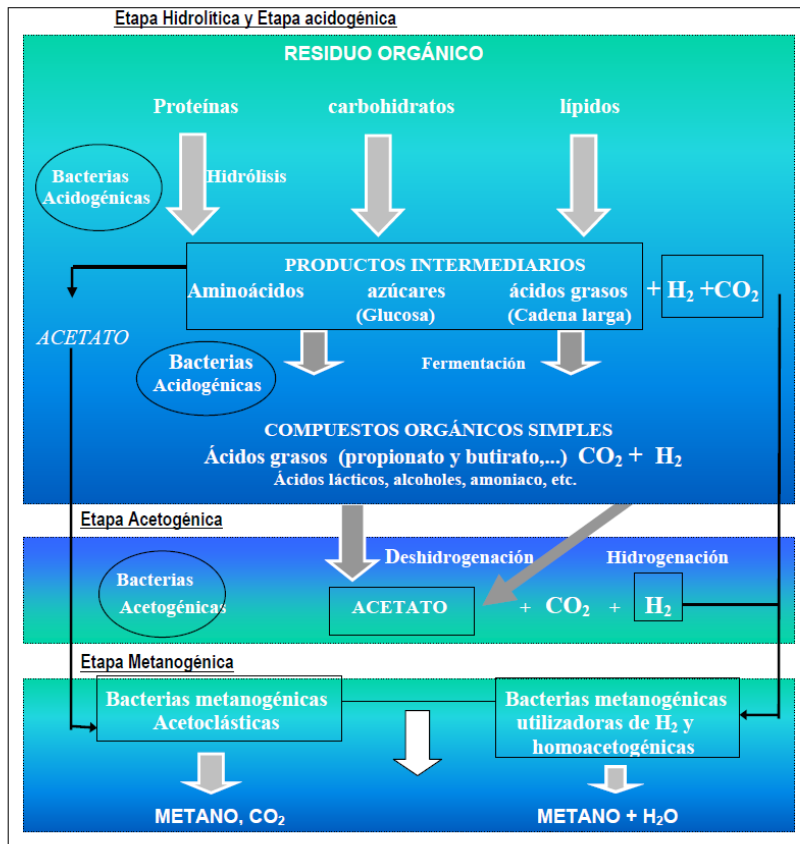 Etapa Hidrolítica y Etapa acidogénica
RESIDUO ORGÁNICO
Proteínas carbohidratos lípidos
Bacterias
Acidogénicas
Hidrólisis
PRODUCTOS INTERMEDIARIOS
Aminoácidos azúcares ácidos grasos
(Glucosa) (Cadena larga)
+ H₂ +CO₂
ACETATO
Bacterias
Acidogénicas
Fermentación
COMPUESTOS ORGÁNICOS SIMPLES
Ácidos grasos (propionato y butirato,...) CO₂ + H₂
Ácidos lácticos, alcoholes, amoniaco, etc.
Etapa Acetogénica
Deshidrogenación Hidrogenación
Bacterias
Acetogénicas
ACETATO + CO₂ + H₂
Etapa Metanogénica
Bacterias metanogénicas
Acetoclásticas
Bacterias metanogénicas
utilizadoras de H₂ y
homoacetogénicas
METANO, CO₂
METANO + H₂O